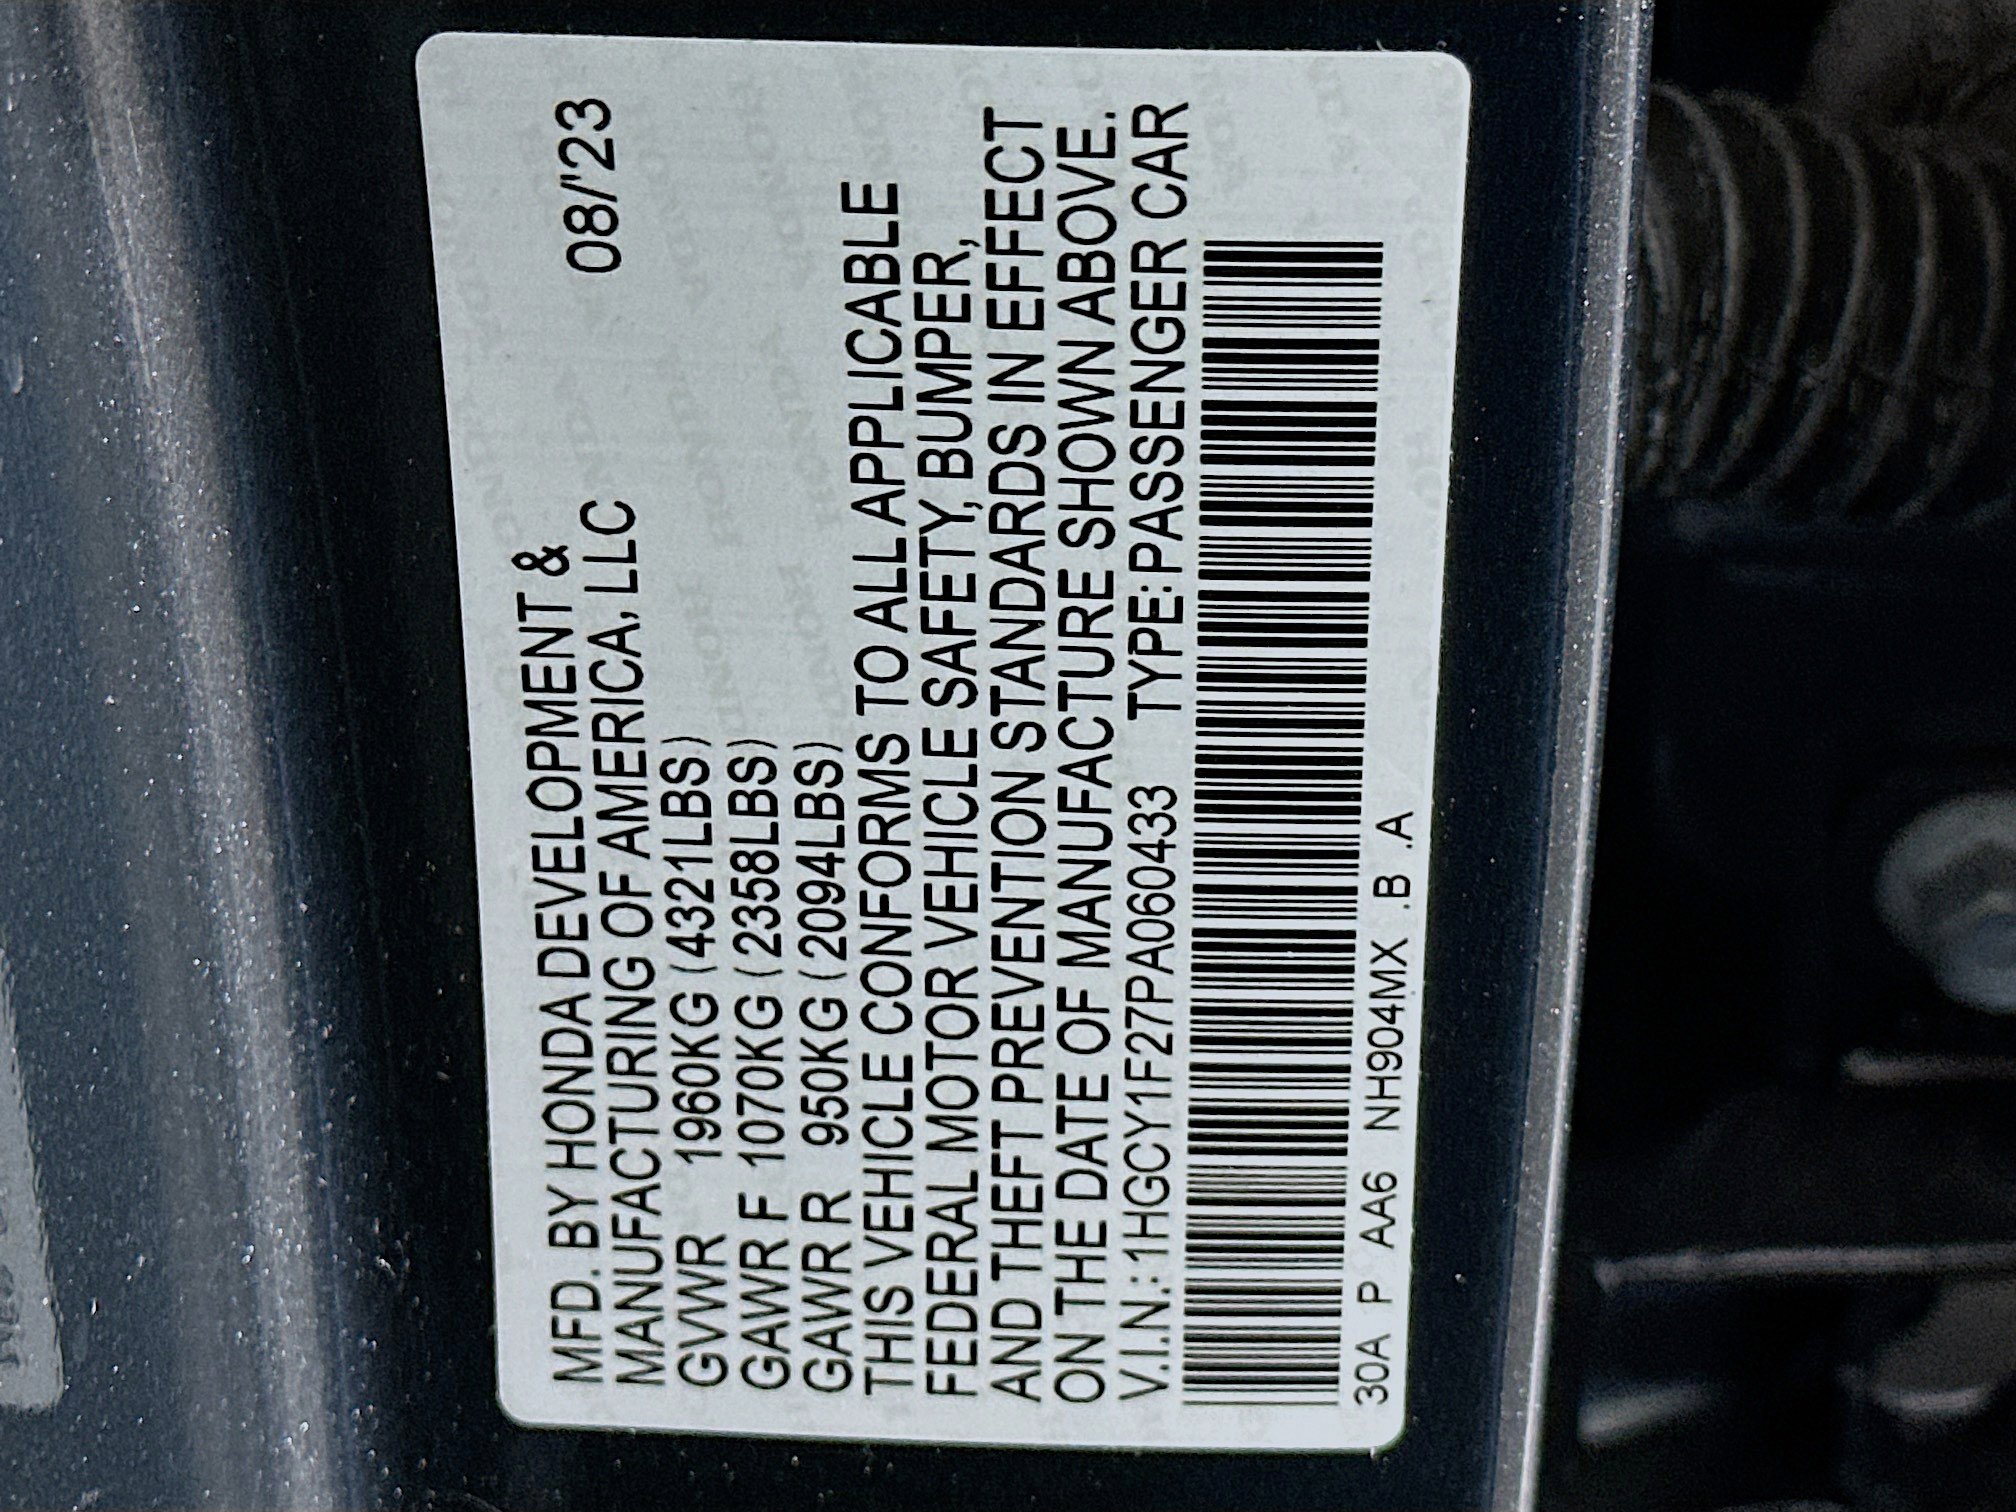 MFD. BY HONDA DEVELOPMENT & 08/'23
MANUFACTURING OF AMERICA, LLC
GVWR 1960KG (4321LBS)
GAWR F 1070KG (2358LBS)
GAWR R 950KG (2094LBS)
THIS VEHICLE CONFORMS TO ALL APPLICABLE
FEDERAL MOTOR VEHICLE SAFETY, BUMPER,
AND THEFT PREVENTION STANDARDS IN EFFECT
ON THE DATE OF MANUFACTURE SHOWN ABOVE.
V.I.N.: 1HGCY1F27PA060433 TYPE: PASSENGER CAR
30A P AA6 NH904MX .B .A